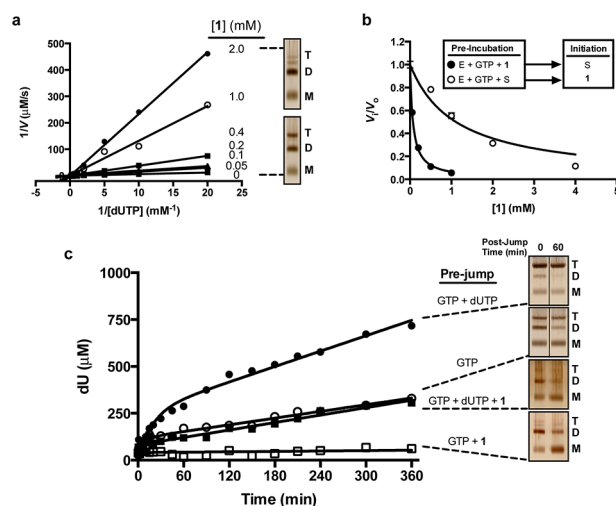 a
[1] (mM)
500
400
300
200
100
-5
0
5
10
15
20
25
1/V (μM/s)
1/[dUTP] (mM⁻¹)
2.0
1.0
0.4
0.2
0.1
0.05
0
T
D
M
T
D
M
b
Pre-Incubation
Initiation
E + GTP + 1
S
E + GTP + S
1
1.2
1.0
0.8
0.6
0.4
0.2
0.0
0
1
2
3
4
5
Vi/Vo
[1] (mM)
c
1000
750
500
250
0
0
60
120
180
240
300
360
dU (μM)
Time (min)
Pre-jump
GTP + dUTP
GTP
GTP + dUTP + 1
GTP + 1
Post-Jump
Time (min)
0 60
T
D
M
T
D
M
T
D
M
T
D
M